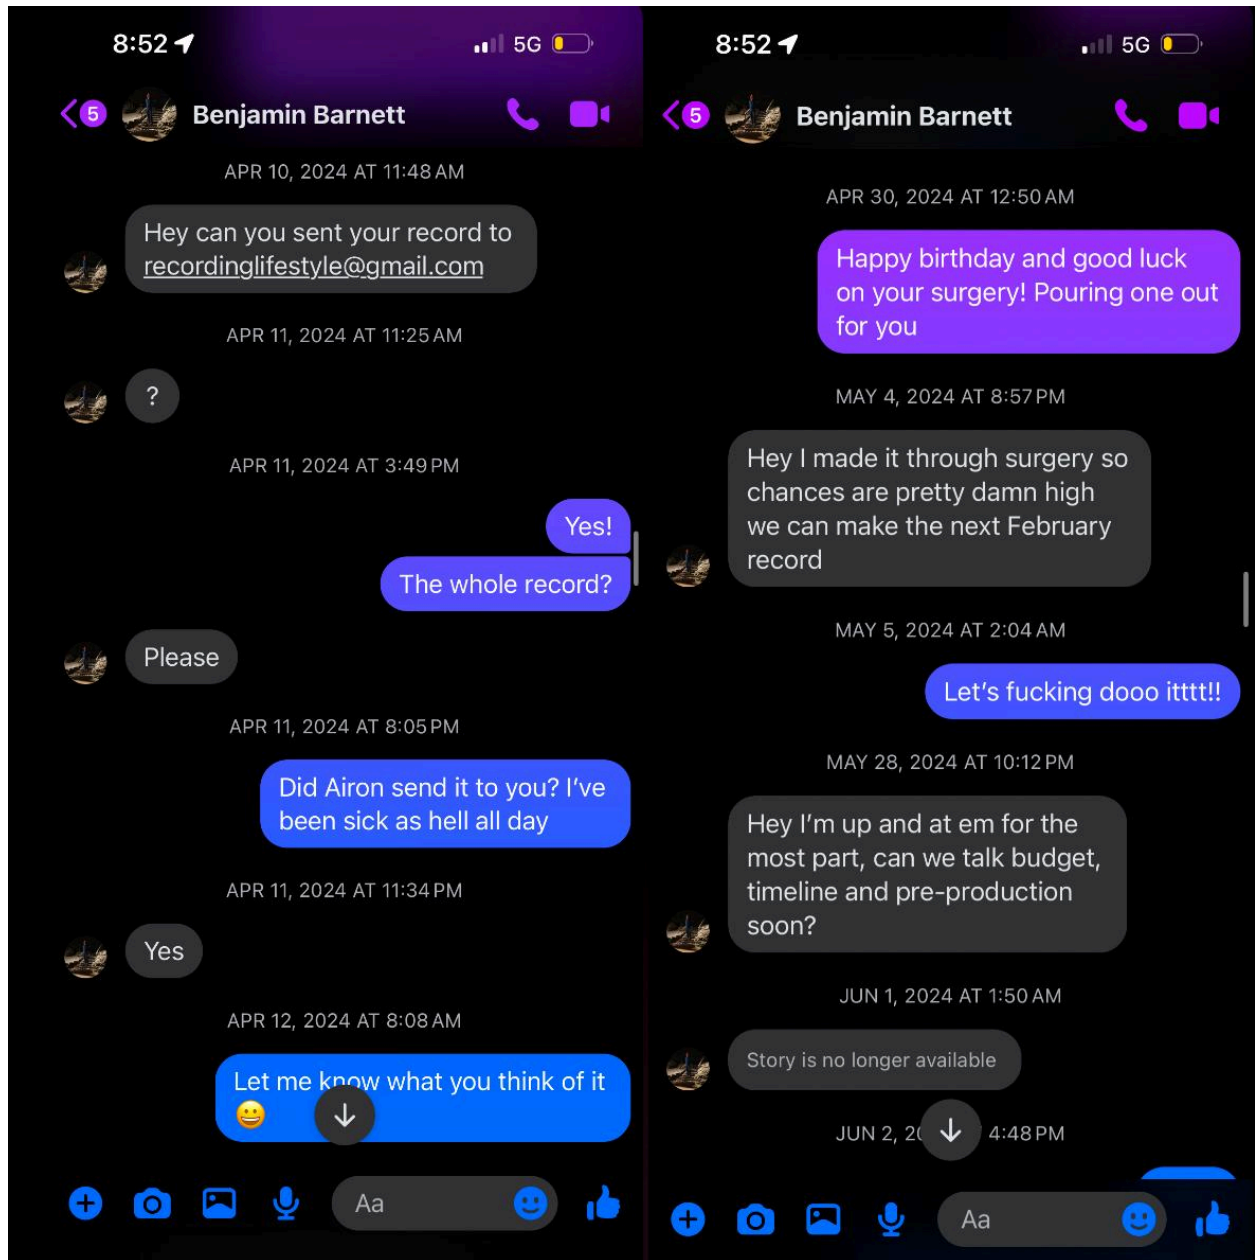 8:52
5G
5
Benjamin Barnett
APR 10, 2024 AT 11:48 AM
Hey can you sent your record to
recordinglifestyle@gmail.com
APR 11, 2024 AT 11:25 AM
?
APR 11, 2024 AT 3:49 PM
Yes!
The whole record?
Please
APR 11, 2024 AT 8:05 PM
Did Airon send it to you? I've
been sick as hell all day
APR 11, 2024 AT 11:34 PM
Yes
APR 12, 2024 AT 8:08 AM
Let me know what you think of it
😀
Aa
8:52
5G
5
Benjamin Barnett
APR 30, 2024 AT 12:50 AM
Happy birthday and good luck
on your surgery! Pouring one out
for you
MAY 4, 2024 AT 8:57 PM
Hey I made it through surgery so
chances are pretty damn high
we can make the next February
record
MAY 5, 2024 AT 2:04 AM
Let's fucking dooo itttt!!
MAY 28, 2024 AT 10:12 PM
Hey I'm up and at em for the
most part, can we talk budget,
timeline and pre-production
soon?
JUN 1, 2024 AT 1:50 AM
Story is no longer available
JUN 2, 4:48 PM
Aa